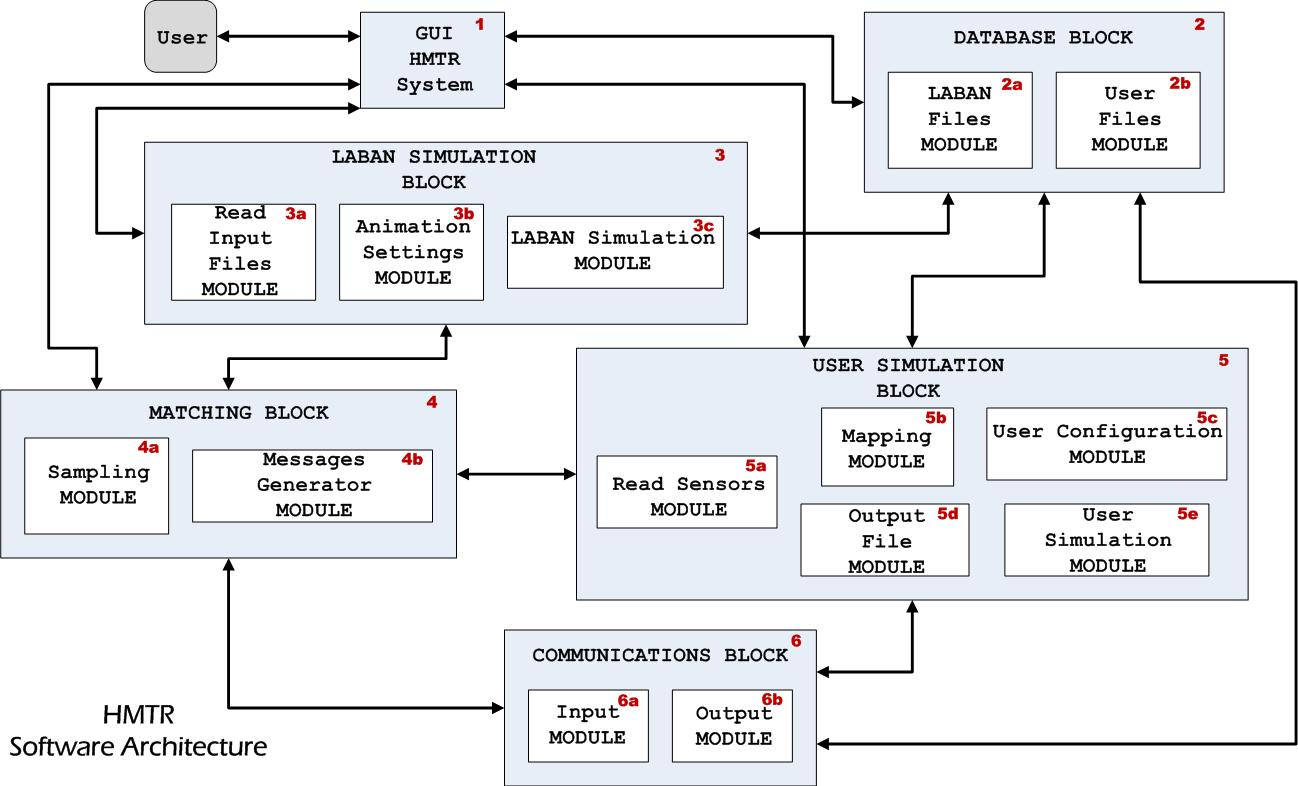 User
GUI 1
HMTR
System
DATABASE BLOCK 2
LABAN 2a
Files
MODULE
User 2b
Files
MODULE
LABAN SIMULATION 3
BLOCK
Read 3a
Input
Files
MODULE
3b
Animation
Settings
MODULE
3c
LABAN Simulation
MODULE
MATCHING BLOCK 4
4a
Sampling
MODULE
Messages 4b
Generator
MODULE
USER SIMULATION 5
BLOCK
5a
Read Sensors
MODULE
5b
Mapping
MODULE
5c
User Configuration
MODULE
Output 5d
File
MODULE
User 5e
Simulation
MODULE
COMMUNICATIONS BLOCK 6
6a
Input
MODULE
6b
Output
MODULE
HMTR
Software Architecture